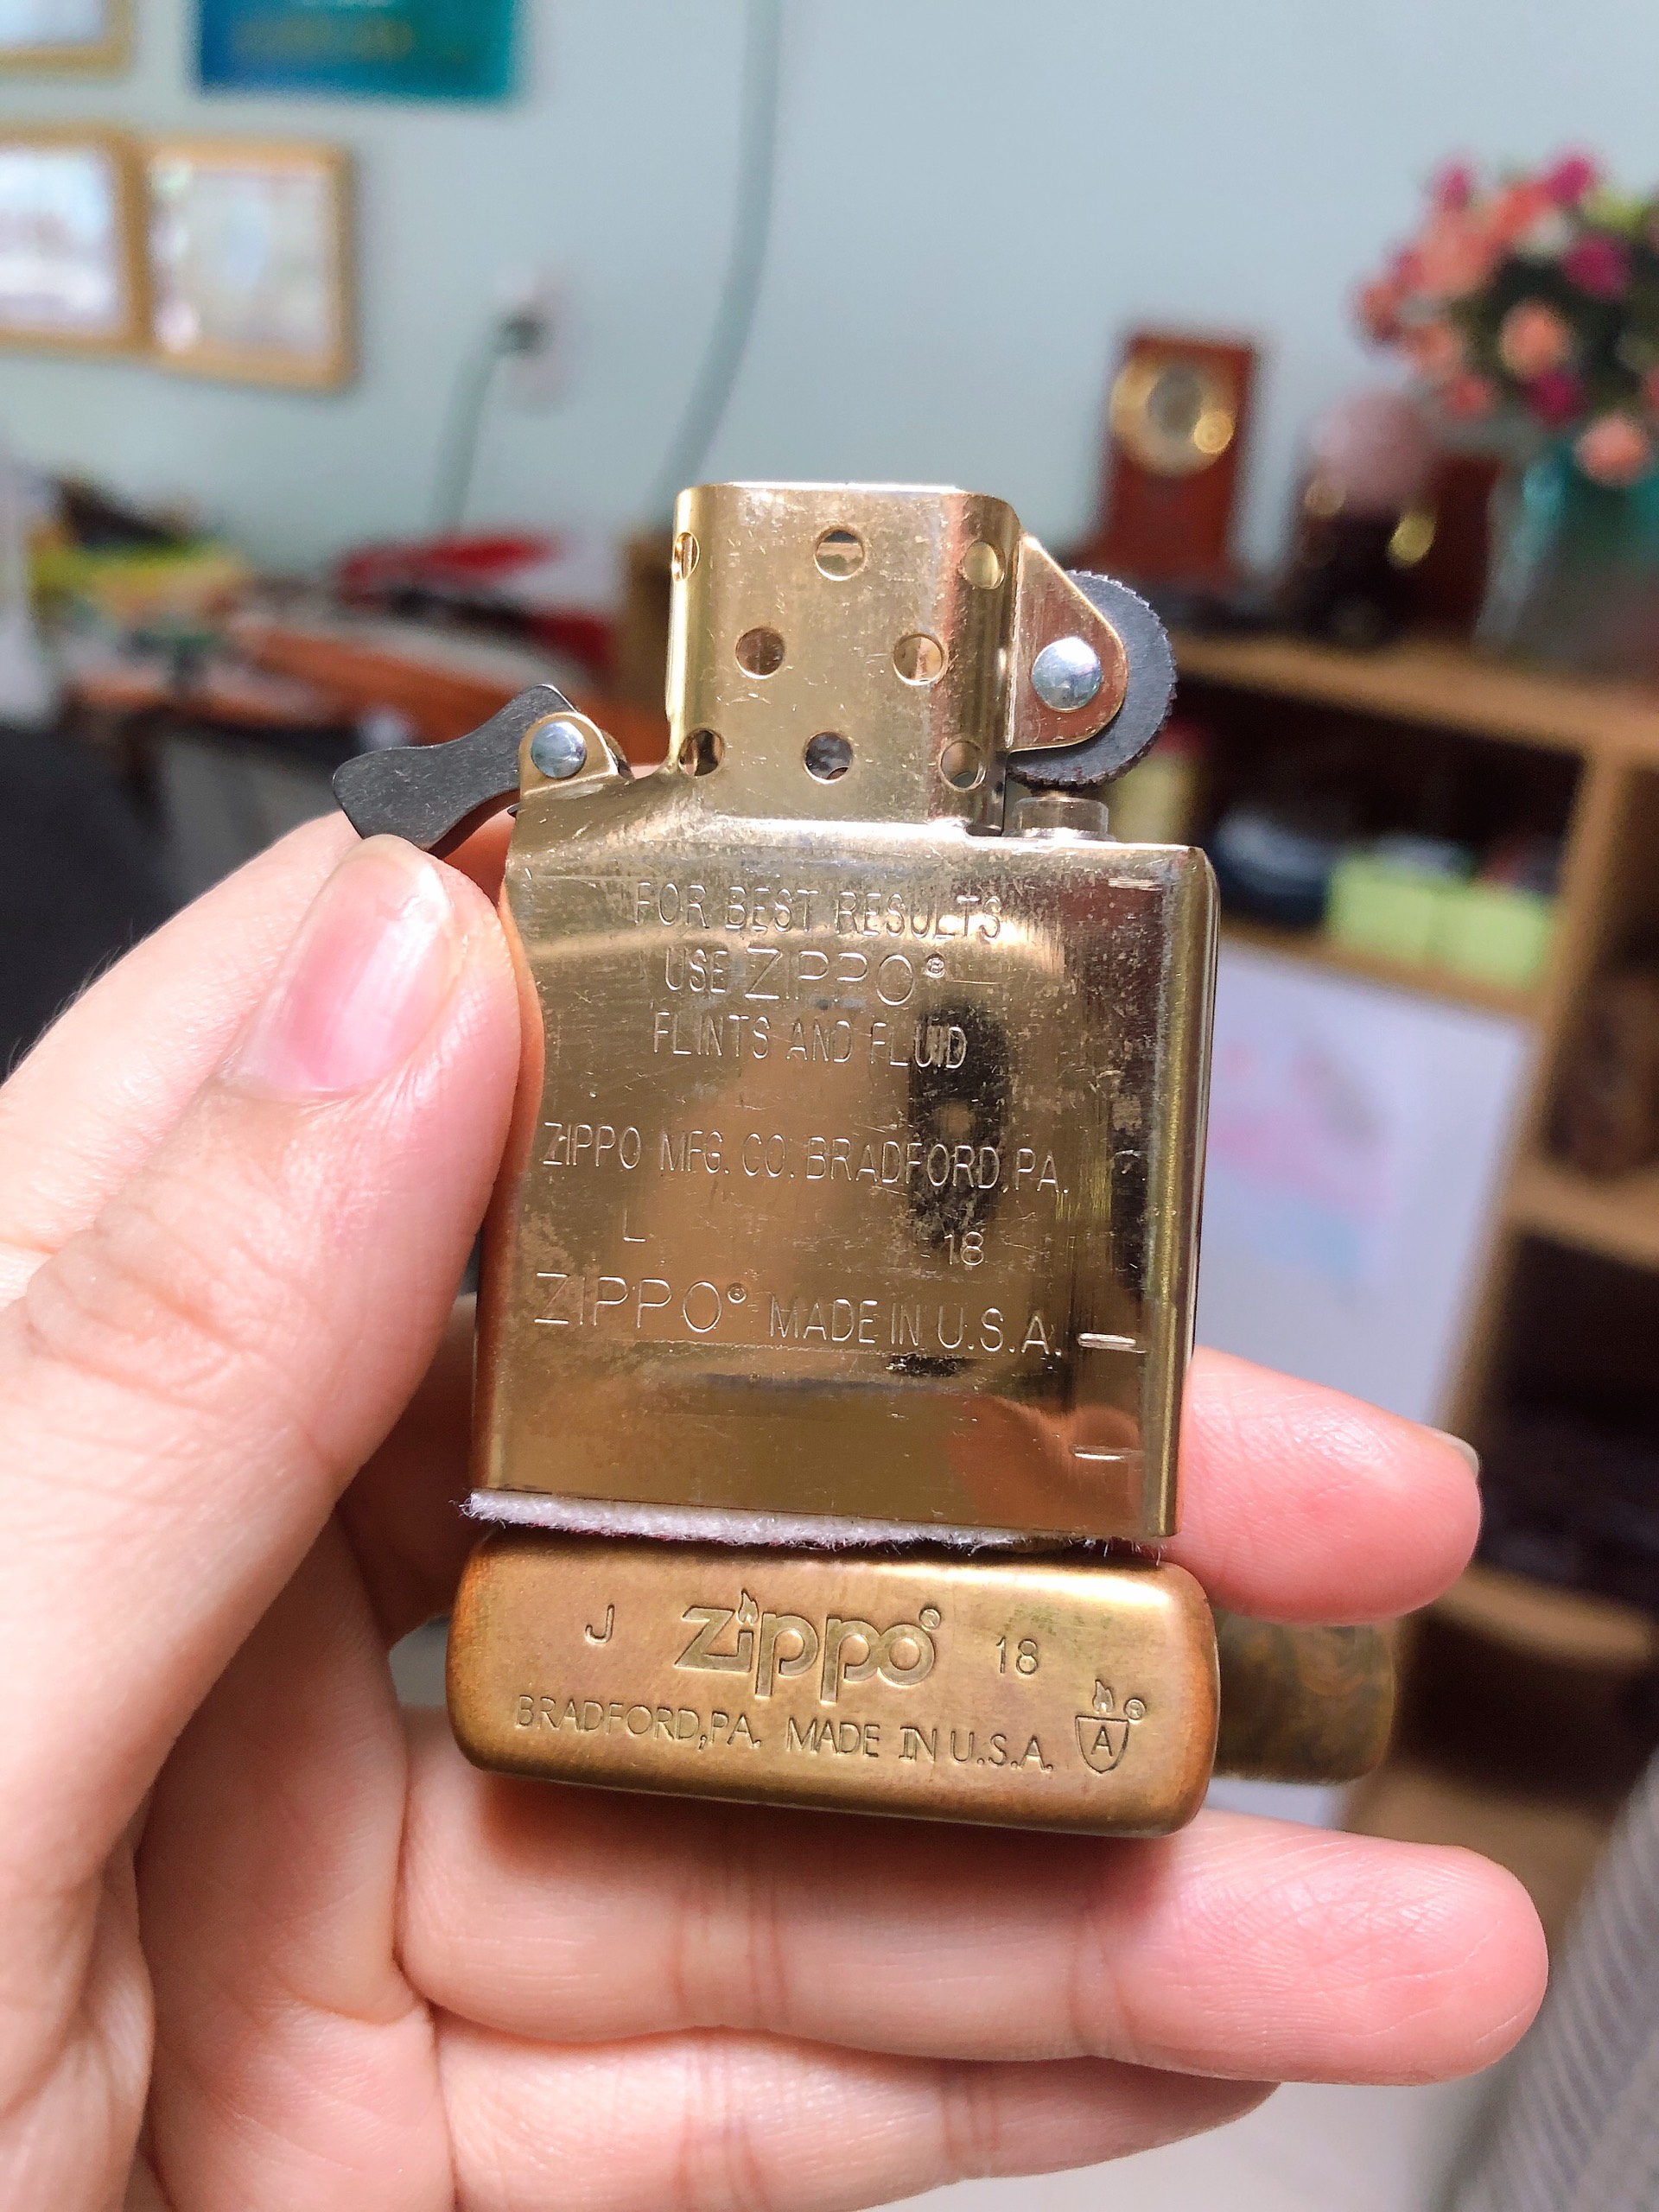 FOR BEST RESULTS
USE ZIPPO®
FLINTS AND FLUID
ZIPPO MFG. CO. BRADFORD, PA.
L 18
ZIPPO® MADE IN U.S.A.
J Zippo® 18
BRADFORD, PA. MADE IN U.S.A. A®